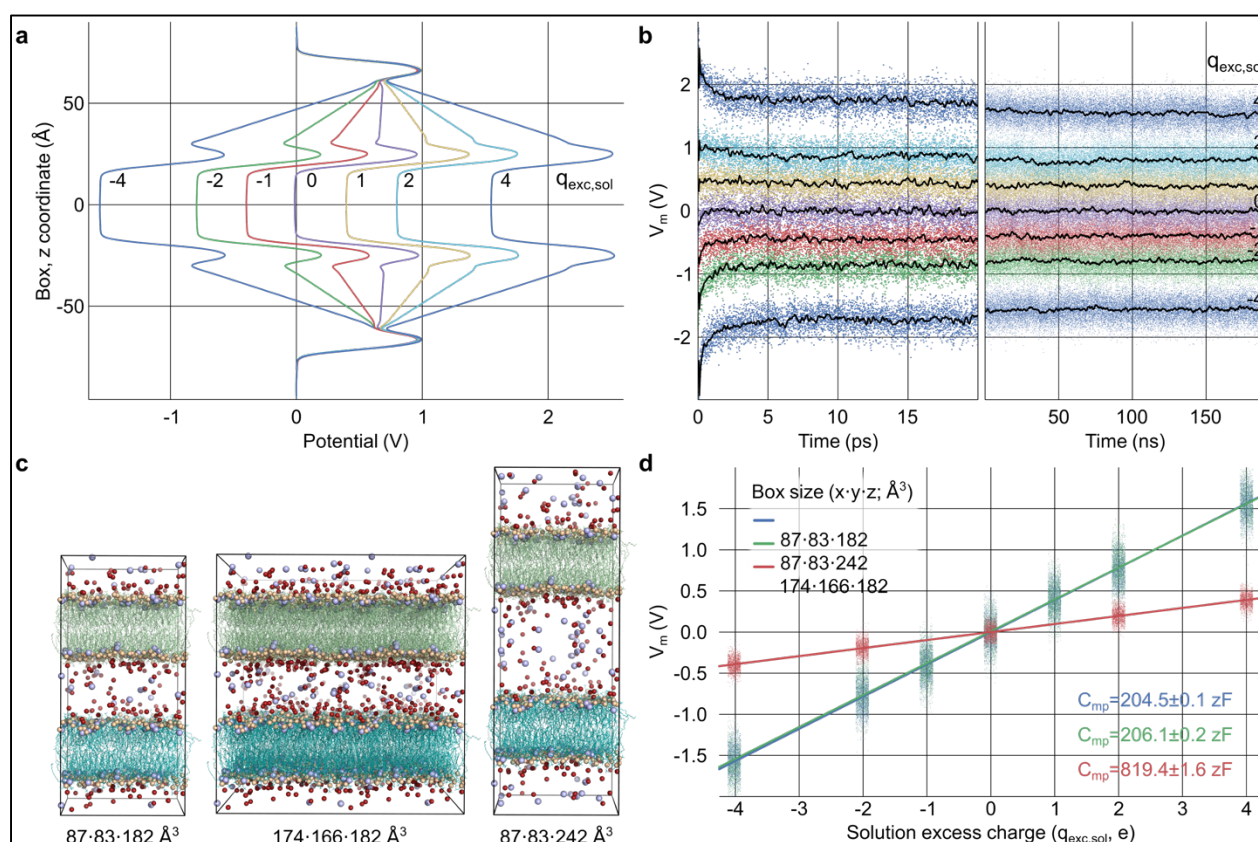 a
50
0
-50
Box, z coordinate (Å)
-4
-2
-1
0
1
2
4
q_exc,sol
-1
0
1
2
Potential (V)
b
q_exc,so
2
1
0
-1
-2
V_m (V)
0
5
10
15
Time (ps)
50
100
150
Time (ns)
c
87·83·182 Å³
174·166·182 Å³
87·83·242 Å³
d
Box size (x·y·z; Å³)
87·83·182
87·83·242
174·166·182
1.5
1.0
0.5
0.0
-0.5
-1.0
-1.5
V_m (V)
C_mp=204.5±0.1 zF
C_mp=206.1±0.2 zF
C_mp=819.4±1.6 zF
-4
-3
-2
-1
0
1
2
3
4
Solution excess charge (q_exc,sol, e)